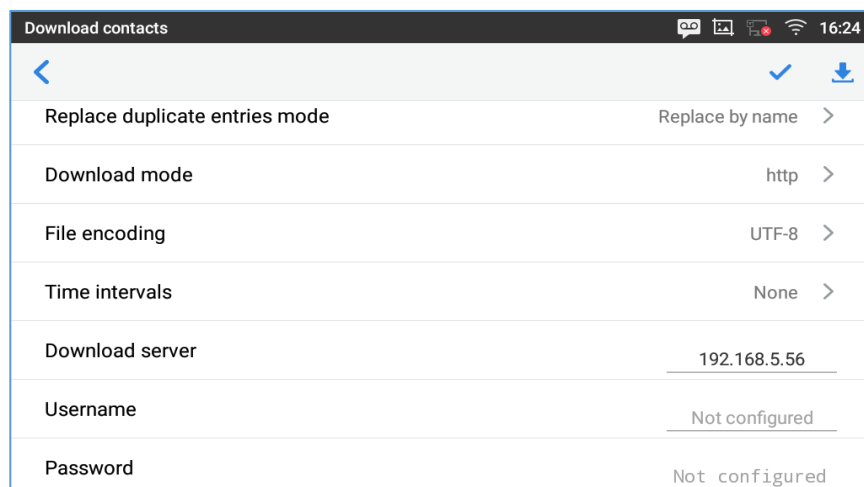 Download contacts 16:24
Replace duplicate entries mode Replace by name
Download mode http
File encoding UTF-8
Time intervals None
Download server 192.168.5.56
Username Not configured
Password Not configured